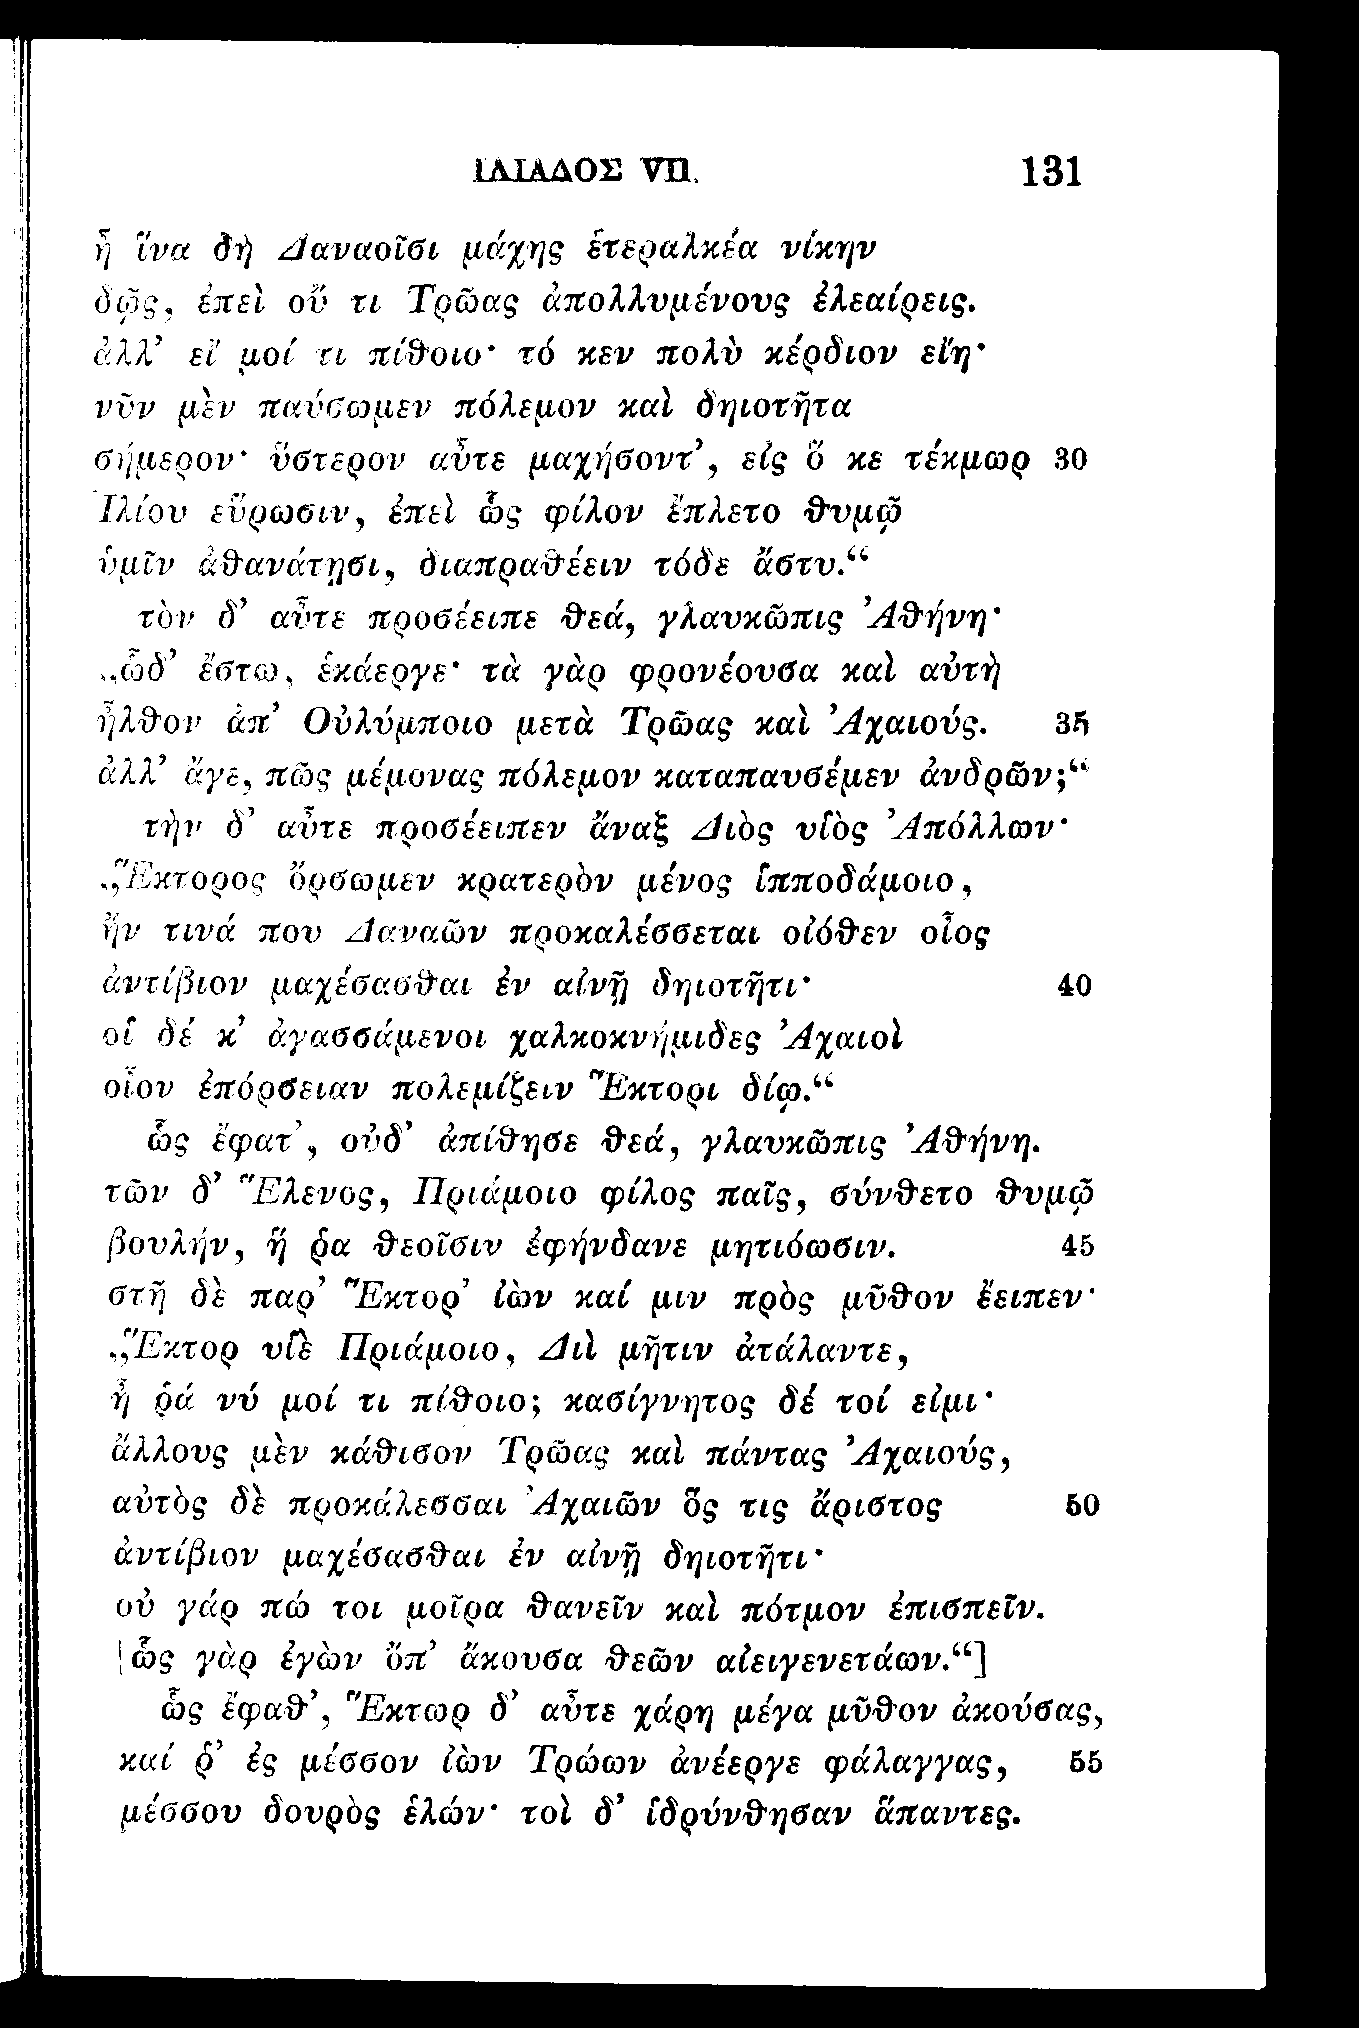 ΙΛΙΑΔΟΣ VII. 131
ἦ ἵνα δὴ Δαναοῖσι μάχης ἑτεραλκέα νίκην
δῷς, ἐπεὶ οὔ τι Τρῶας ἀπολλυμένους ἐλεαίρεις.
ἀλλ’ εἴ μοί τι πίθοιο· τό κεν πολὺ κέρδιον εἴη·
νῦν μὲν παύσωμεν πόλεμον καὶ δηιοτῆτα
σήμερον· ὕστερον αὖτε μαχήσοντ’, εἰς ὅ κε τέκμωρ 30
Ἰλίου εὕρωσιν, ἐπεὶ ὧς φίλον ἔπλετο θυμῷ
ὑμῖν ἀθανάτῃσι, διαπραθέειν τόδε ἄστυ.“
τὸν δ’ αὖτε προσέειπε θεά, γλαυκῶπις Ἀθήνη·
„ὧδ’ ἔστω, ἑκάεργε· τὰ γὰρ φρονέουσα καὶ αὐτὴ
ἦλθον ἀπ’ Οὐλύμποιο μετὰ Τρῶας καὶ Ἀχαιούς. 35
ἀλλ’ ἄγε, πῶς μέμονας πόλεμον καταπαυσέμεν ἀνδρῶν;“
τὴν δ’ αὖτε προσέειπεν ἄναξ Διὸς υἱὸς Ἀπόλλων·
„Ἕκτορος ὄρσωμεν κρατερὸν μένος ἱπποδάμοιο,
ἤν τινά που Δαναῶν προκαλέσσεται οἰόθεν οἶος
ἀντίβιον μαχέσασθαι ἐν αἰνῇ δηιοτῆτι· 40
οἱ δέ κ’ ἀγασσάμενοι χαλκοκνήμιδες Ἀχαιοὶ
οἶον ἐπόρσειαν πολεμίζειν Ἕκτορι δίῳ.“
ὧς ἔφατ’, οὐδ’ ἀπίθησε θεά, γλαυκῶπις Ἀθήνη.
τῶν δ’ Ἕλενος, Πριάμοιο φίλος παῖς, σύνθετο θυμῷ
βουλήν, ἥ ῥα θεοῖσιν ἐφήνδανε μητιόωσιν. 45
στῆ δὲ παρ’ Ἕκτορ’ ἰὼν καί μιν πρὸς μῦθον ἔειπεν·
„Ἕκτορ υἱὲ Πριάμοιο, Διὶ μῆτιν ἀτάλαντε,
ἦ ῥά νύ μοί τι πίθοιο; κασίγνητος δέ τοί εἰμι·
ἄλλους μὲν κάθισον Τρῶας καὶ πάντας Ἀχαιούς,
αὐτὸς δὲ προκάλεσσαι Ἀχαιῶν ὅς τις ἄριστος 50
ἀντίβιον μαχέσασθαι ἐν αἰνῇ δηιοτῆτι·
οὐ γάρ πώ τοι μοῖρα θανεῖν καὶ πότμον ἐπισπεῖν.
[ὧς γὰρ ἐγὼν ὄπ’ ἄκουσα θεῶν αἰειγενετάων.“]
ὧς ἔφαθ’, Ἕκτωρ δ’ αὖτε χάρη μέγα μῦθον ἀκούσας,
καί ῥ’ ἐς μέσσον ἰὼν Τρώων ἀνέεργε φάλαγγας, 55
μέσσου δουρὸς ἑλών· τοὶ δ’ ἱδρύνθησαν ἅπαντες.